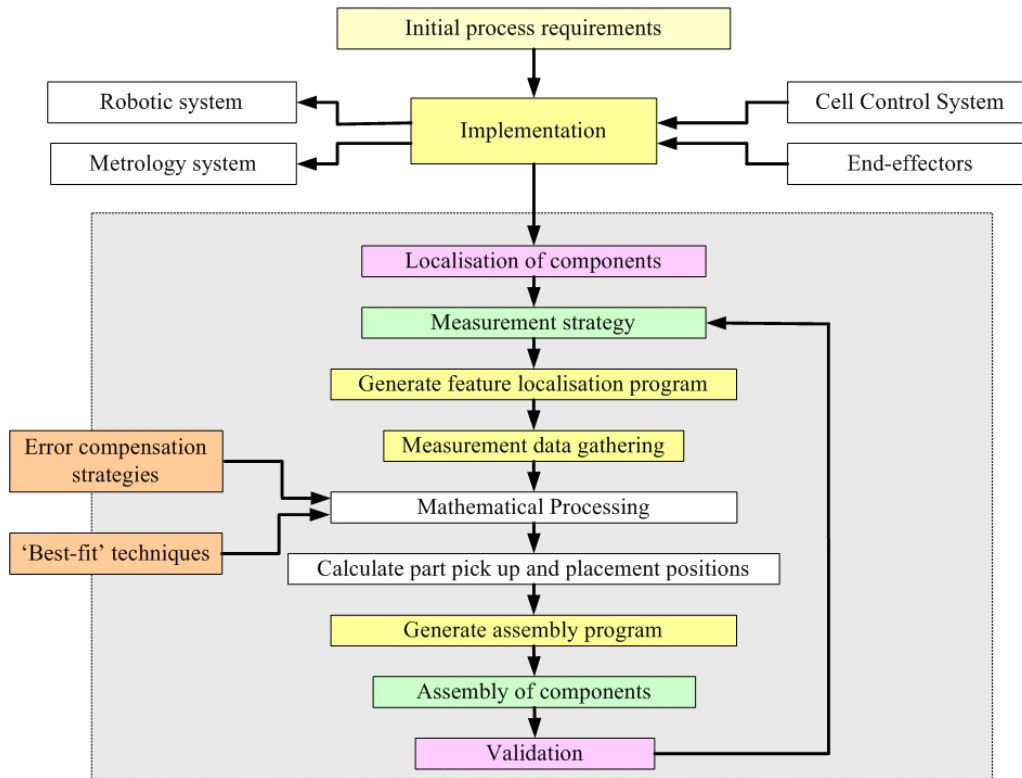 Initial process requirements
Robotic system
Implementation
Cell Control System
Metrology system
End-effectors
Localisation of components
Measurement strategy
Generate feature localisation program
Error compensation
strategies
Measurement data gathering
Mathematical Processing
‘Best-fit’ techniques
Calculate part pick up and placement positions
Generate assembly program
Assembly of components
Validation